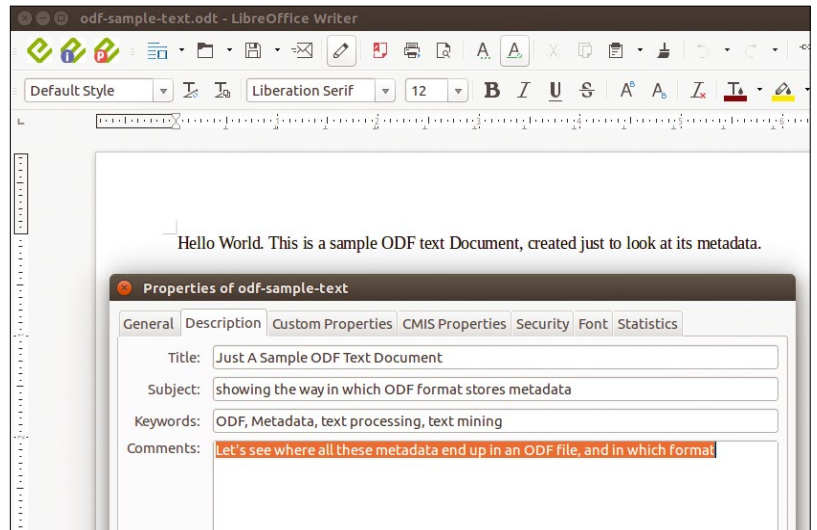 odf-sample-text.odt - LibreOffice Writer
Default Style Liberation Serif 12 B I U S A A
Hello World. This is a sample ODF text Document, created just to look at its metadata.
Properties of odf-sample-text
General Description Custom Properties CMIS Properties Security Font Statistics
Title: Just A Sample ODF Text Document
Subject: showing the way in which ODF format stores metadata
Keywords: ODF, Metadata, text processing, text mining
Comments: Let's see where all these metadata end up in an ODF file, and in which format